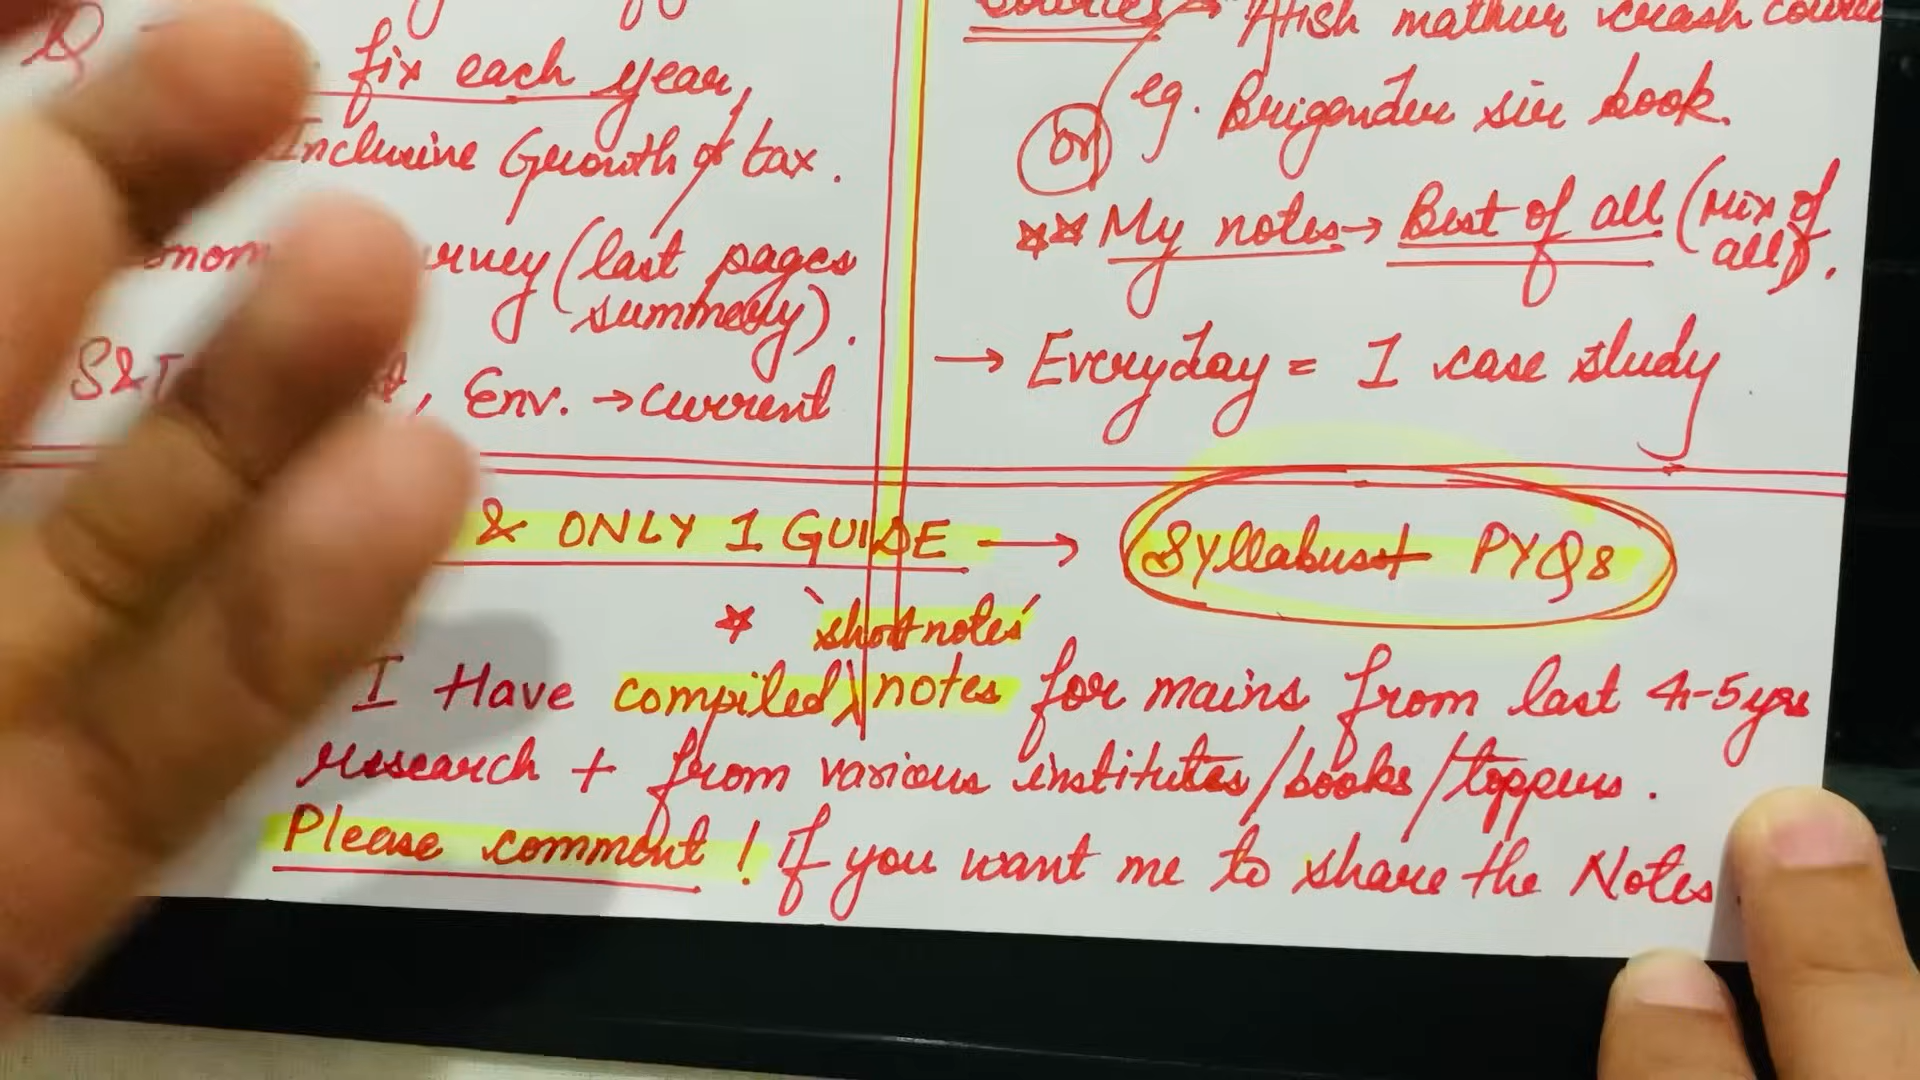 fix each year,
Inclusive Growth & tax.
survey (last pages
summary).
S&T , Env. → current
Sources → Atish mathur crash course
eg. Brigender sir book.
or
☆☆ My notes → Best of all (Mix of
all).
→ Everyday = 1 case study
& ONLY 1 GUIDE → Syllabus + PYQs
☆ 'short notes'
I Have compiled notes for mains from last 4-5 yrs
research + from various institutes/books/toppers.
Please comment! If you want me to share the Notes